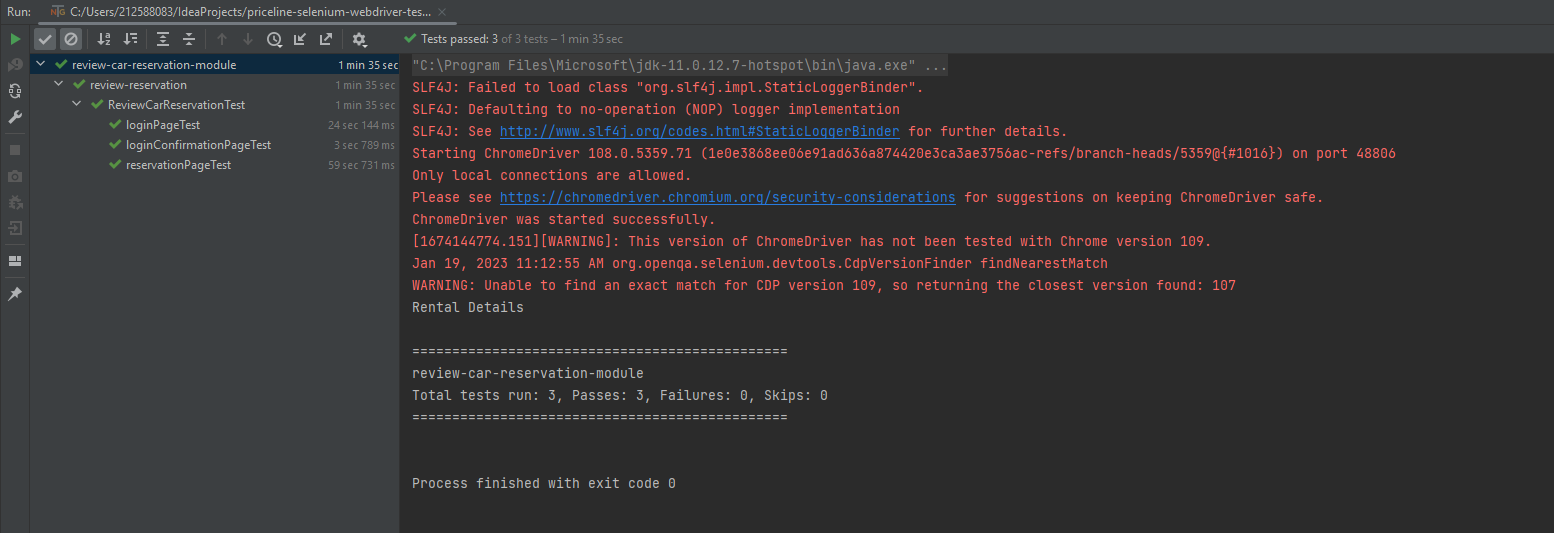 Run: C:/Users/212588083/IdeaProjects/priceline-selenium-webdriver-tes...
Tests passed: 3 of 3 tests – 1 min 35 sec
review-car-reservation-module 1 min 35 sec
review-reservation 1 min 35 sec
ReviewCarReservationTest 1 min 35 sec
loginPageTest 24 sec 144 ms
loginConfirmationPageTest 3 sec 789 ms
reservationPageTest 59 sec 731 ms
"C:\Program Files\Microsoft\jdk-11.0.12.7-hotspot\bin\java.exe" ...
SLF4J: Failed to load class "org.slf4j.impl.StaticLoggerBinder".
SLF4J: Defaulting to no-operation (NOP) logger implementation
SLF4J: See http://www.slf4j.org/codes.html#StaticLoggerBinder for further details.
Starting ChromeDriver 108.0.5359.71 (1e0e3868ee06e91ad636a874420e3ca3ae3756ac-refs/branch-heads/5359@{#1016}) on port 48806
Only local connections are allowed.
Please see https://chromedriver.chromium.org/security-considerations for suggestions on keeping ChromeDriver safe.
ChromeDriver was started successfully.
[1674144774.151][WARNING]: This version of ChromeDriver has not been tested with Chrome version 109.
Jan 19, 2023 11:12:55 AM org.openqa.selenium.devtools.CdpVersionFinder findNearestMatch
WARNING: Unable to find an exact match for CDP version 109, so returning the closest version found: 107
Rental Details
===============================================
review-car-reservation-module
Total tests run: 3, Passes: 3, Failures: 0, Skips: 0
===============================================
Process finished with exit code 0